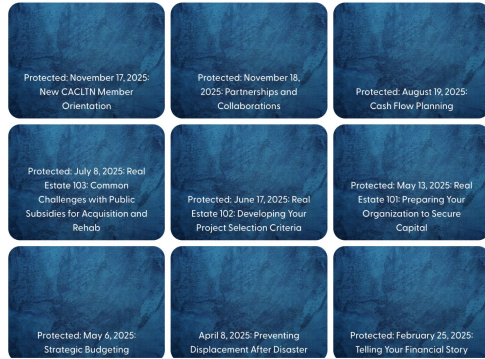 Protected: November 17, 2025:
New CACLTN Member
Orientation
Protected: November 18,
2025: Partnerships and
Collaborations
Protected: August 19, 2025:
Cash Flow Planning
Protected: July 8, 2025: Real
Estate 103: Common
Challenges with Public
Subsidies for Acquisition and
Rehab
Protected: June 17, 2025: Real
Estate 102: Developing Your
Project Selection Criteria
Protected: May 13, 2025: Real
Estate 101: Preparing Your
Organization to Secure
Capital
Protected: May 6, 2025:
Strategic Budgeting
April 8, 2025: Preventing
Displacement After Disaster
Protected: February 25, 2025:
Telling Your Financial Story